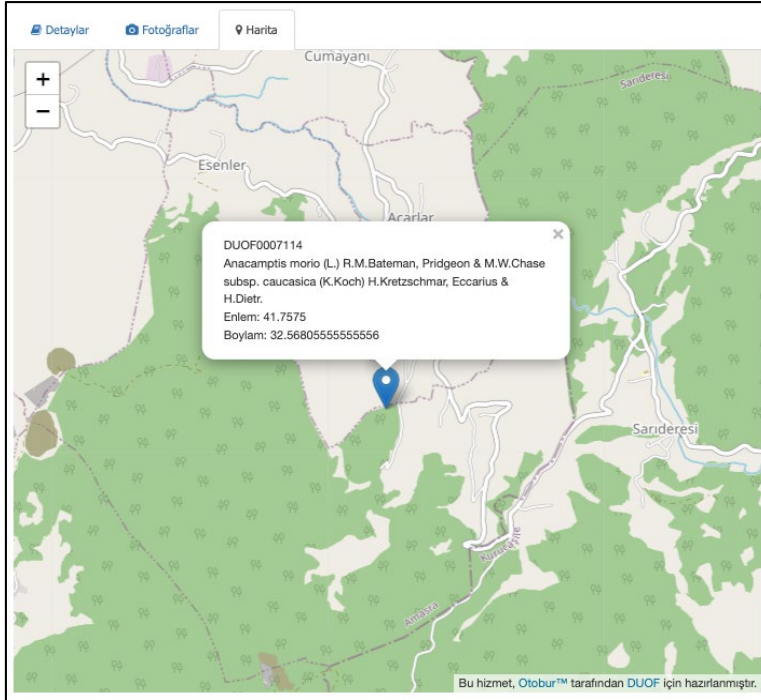 Detaylar
Fotoğraflar
Harita
+
−
Cumayanı
Sarıderesi
Esenler
Acarlar
×
DUOF0007114
Anacamptis morio (L.) R.M.Bateman, Pridgeon & M.W.Chase
subsp. caucasica (K.Koch) H.Kretzschmar, Eccarius &
H.Dietr.
Enlem: 41.7575
Boylam: 32.56805555555556
Sarıderesi
Kurucaşile
Amasra
Bu hizmet, Otobur™ tarafından DUOF için hazırlanmıştır.